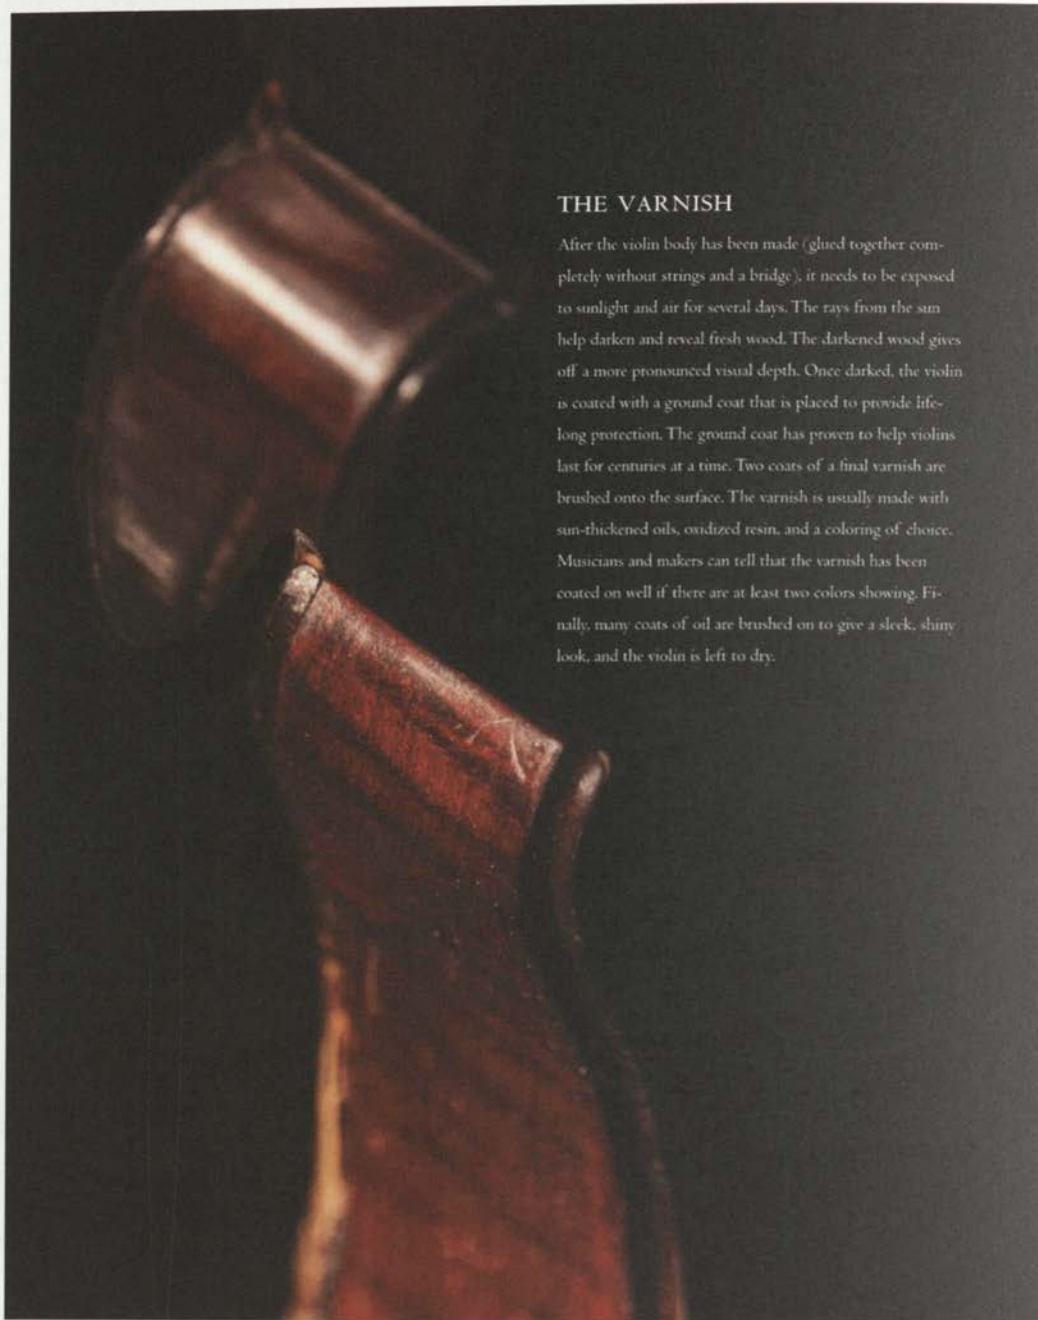 THE VARNISH
After the violin body has been made (glued together com-
pletely without strings and a bridge), it needs to be exposed
to sunlight and air for several days. The rays from the sun
help darken and reveal fresh wood. The darkened wood gives
off a more pronounced visual depth. Once darked, the violin
is coated with a ground coat that is placed to provide life-
long protection. The ground coat has proven to help violins
last for centuries at a time. Two coats of a final varnish are
brushed onto the surface. The varnish is usually made with
sun-thickened oils, oxidized resin, and a coloring of choice.
Musicians and makers can tell that the varnish has been
coated on well if there are at least two colors showing. Fi-
nally, many coats of oil are brushed on to give a sleek, shiny
look, and the violin is left to dry.